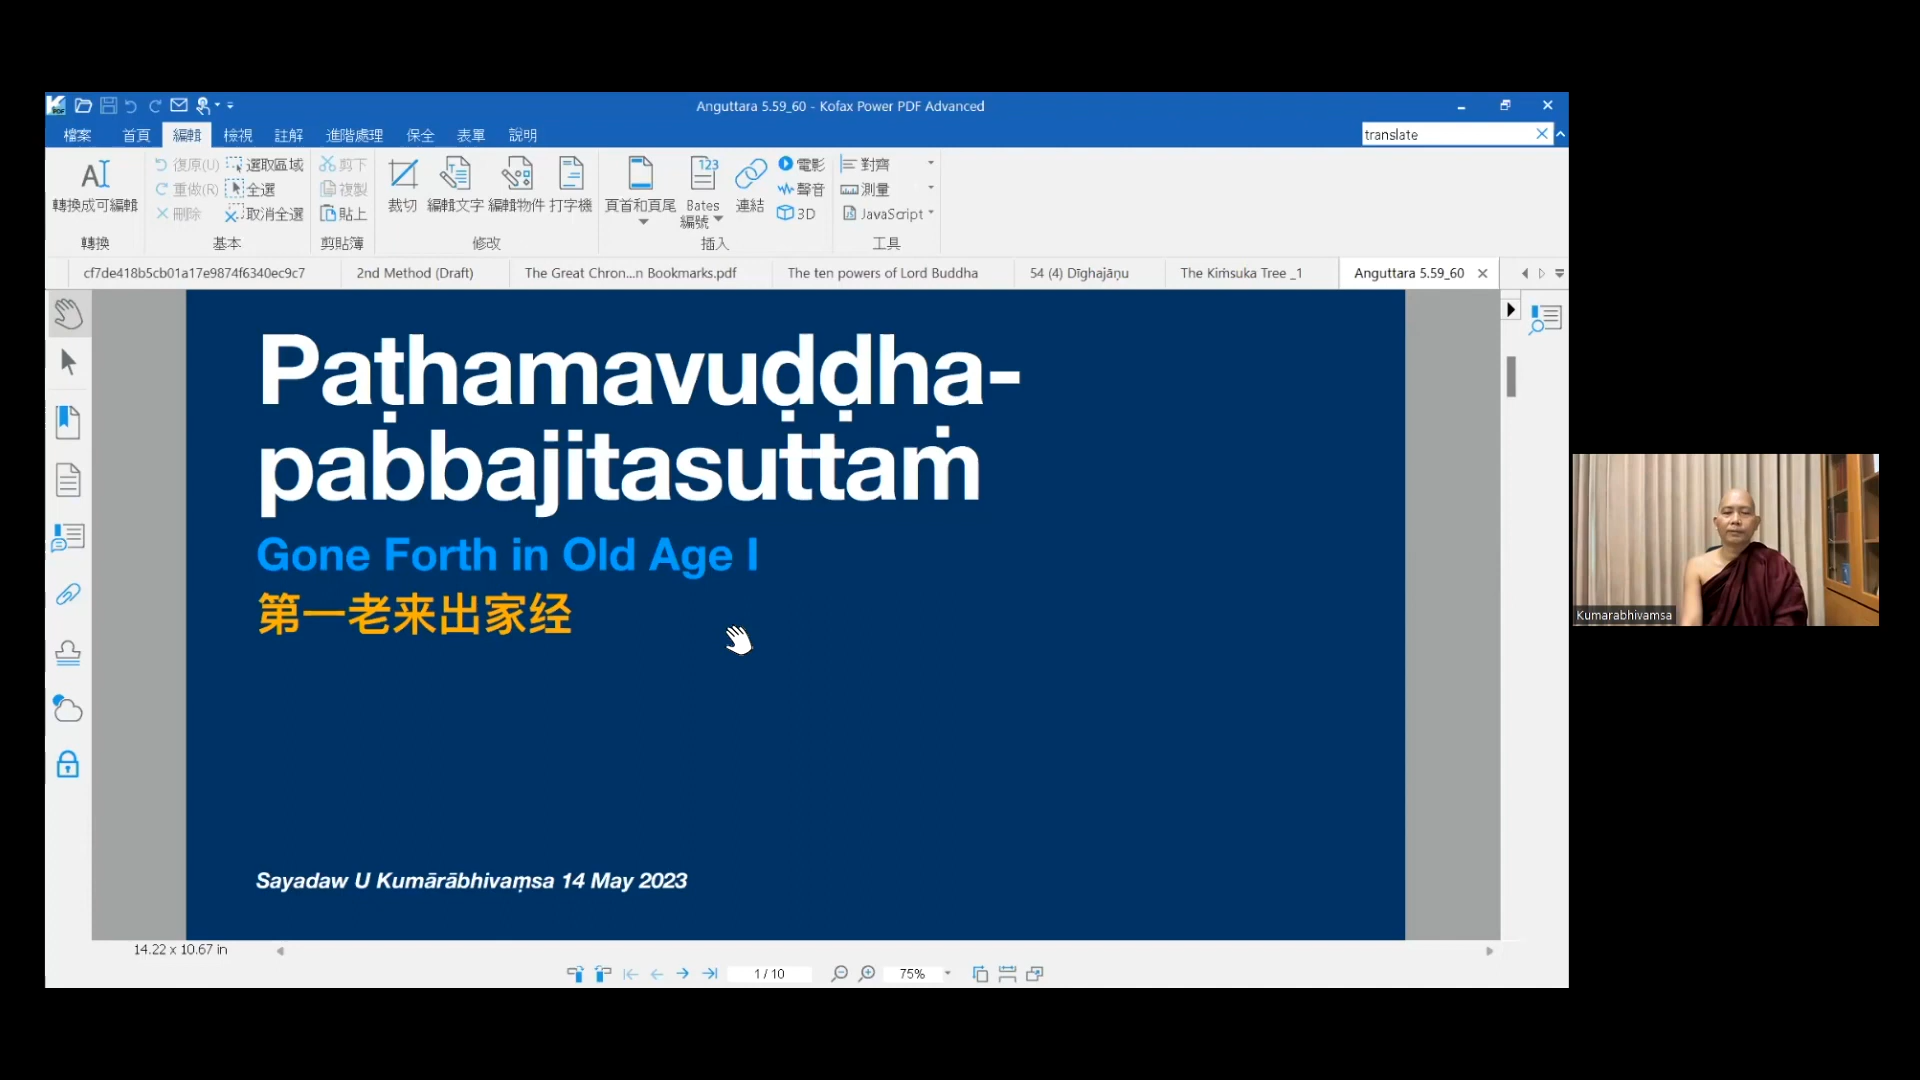 Anguttara 5.59_60 - Kofax Power PDF Advanced
檔案 首頁 編輯 檢視 註解 進階處理 保全 表單 說明
translate
轉換成可編輯
復原(U) 選取區域
重做(R) 全選
刪除 取消全選
剪下
複製
貼上
裁切 編輯文字 編輯物件 打字機
頁首和頁尾 Bates 編號 連結
電影
聲音
3D
對齊
測量
JavaScript
轉換 基本 剪貼簿 修改 插入 工具
cf7de418b5cb01a17e9874f6340ec9c7 2nd Method (Draft) The Great Chron...n Bookmarks.pdf The ten powers of Lord Buddha 54 (4) Dīghajāṇu The Kiṁsuka Tree _1 Anguttara 5.59_60
Paṭhamavuḍḍha-
pabbajitasuttaṁ
Gone Forth in Old Age I
第一老来出家经
Sayadaw U Kumārābhivaṃsa 14 May 2023
Kumarabhivamsa
14.22 x 10.67 in
1 / 10 75%